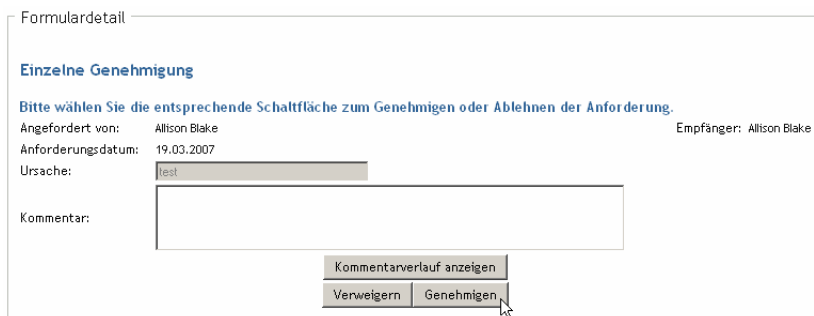 Formulardetail
Einzelne Genehmigung
Bitte wählen Sie die entsprechende Schaltfläche zum Genehmigen oder Ablehnen der Anforderung.
Angefordert von: Allison Blake Empfänger: Allison Blake
Anforderungsdatum: 19.03.2007
Ursache: test
Kommentar:
Kommentarverlauf anzeigen
Verweigern Genehmigen